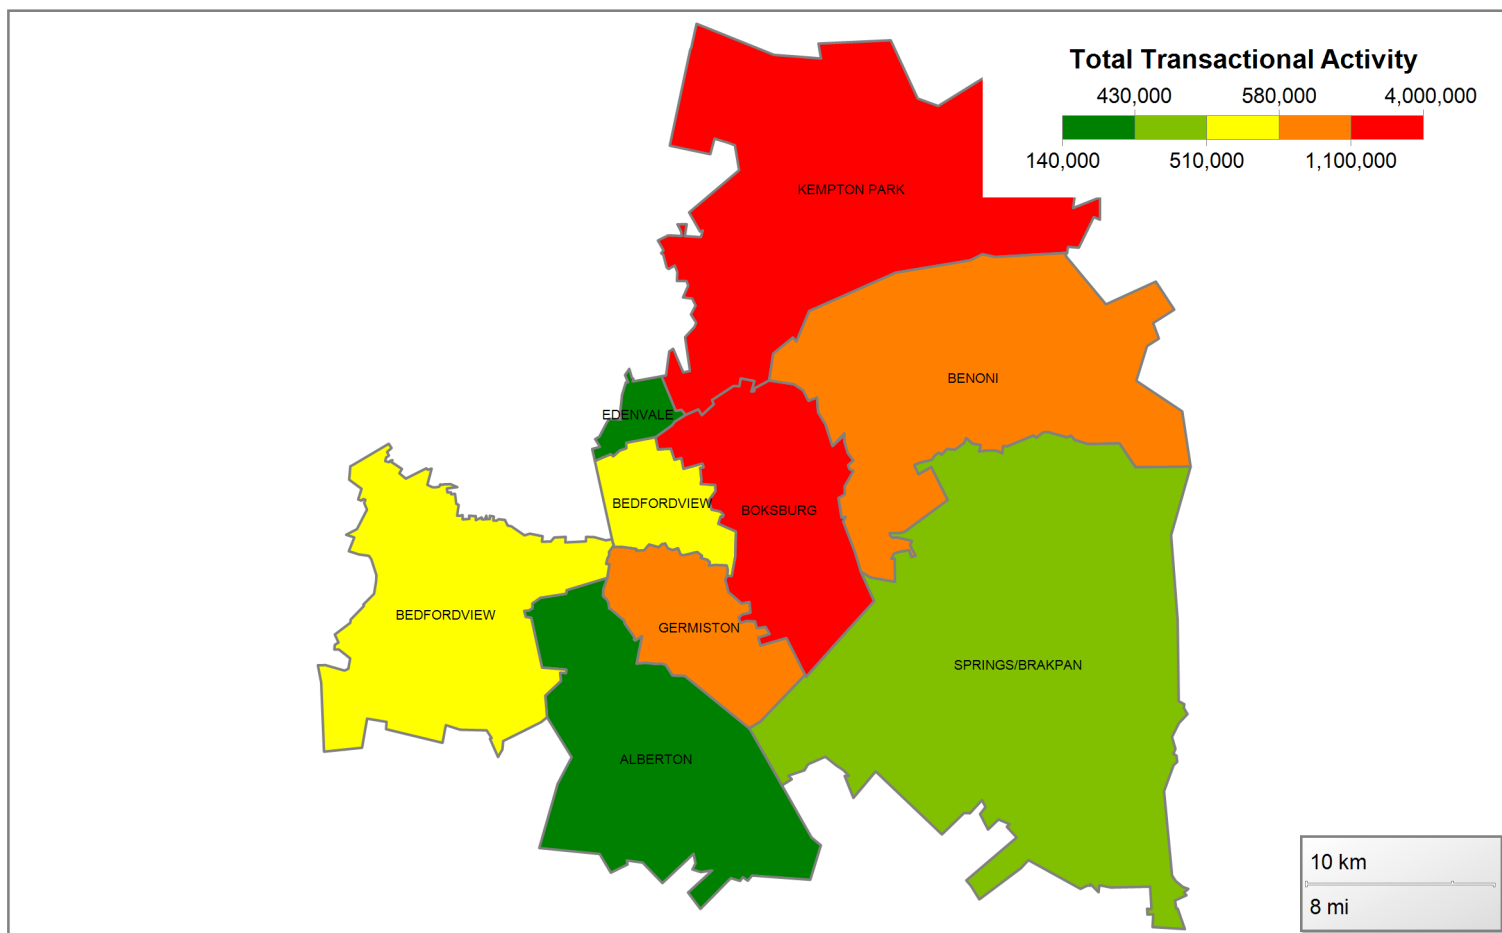 Total Transactional Activity
430,000 580,000 4,000,000
140,000 510,000 1,100,000
KEMPTON PARK
BENONI
EDENVALE
BEDFORDVIEW
BOKSBURG
BEDFORDVIEW
GERMISTON
SPRINGS/BRAKPAN
ALBERTON
10 km
8 mi